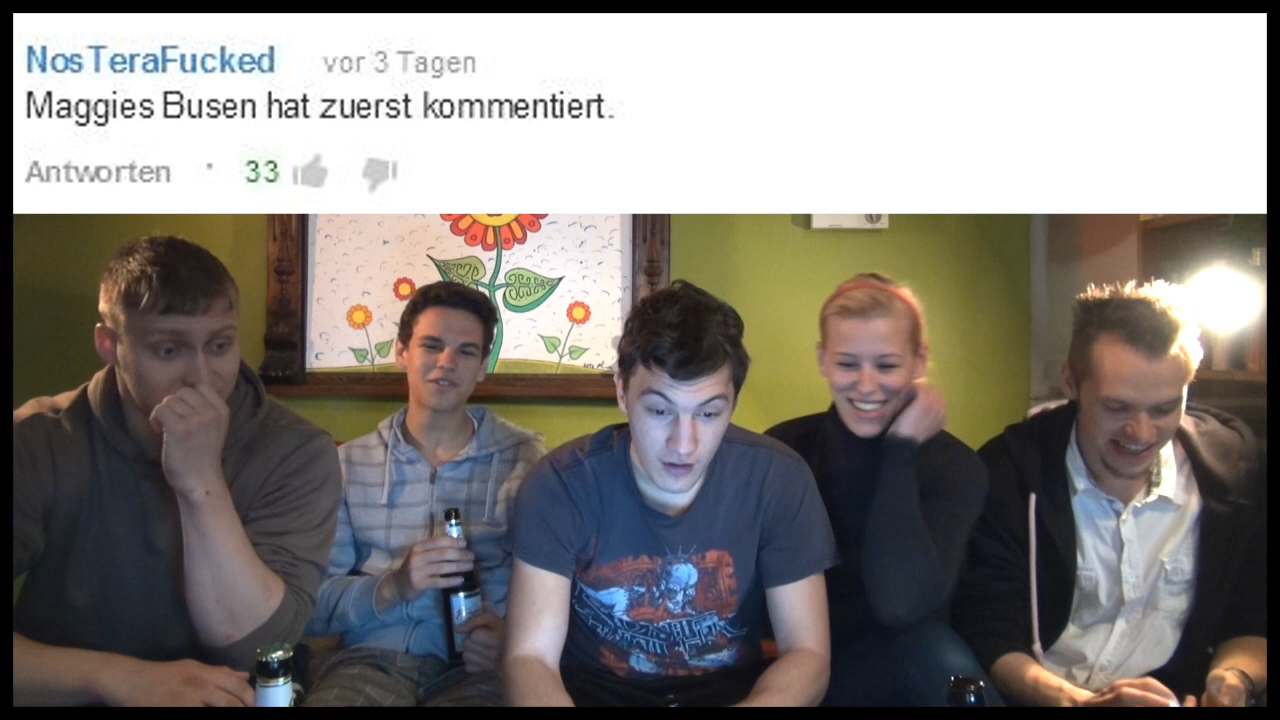 NosTeraFucked vor 3 Tagen
Maggies Busen hat zuerst kommentiert.
Antworten · 33